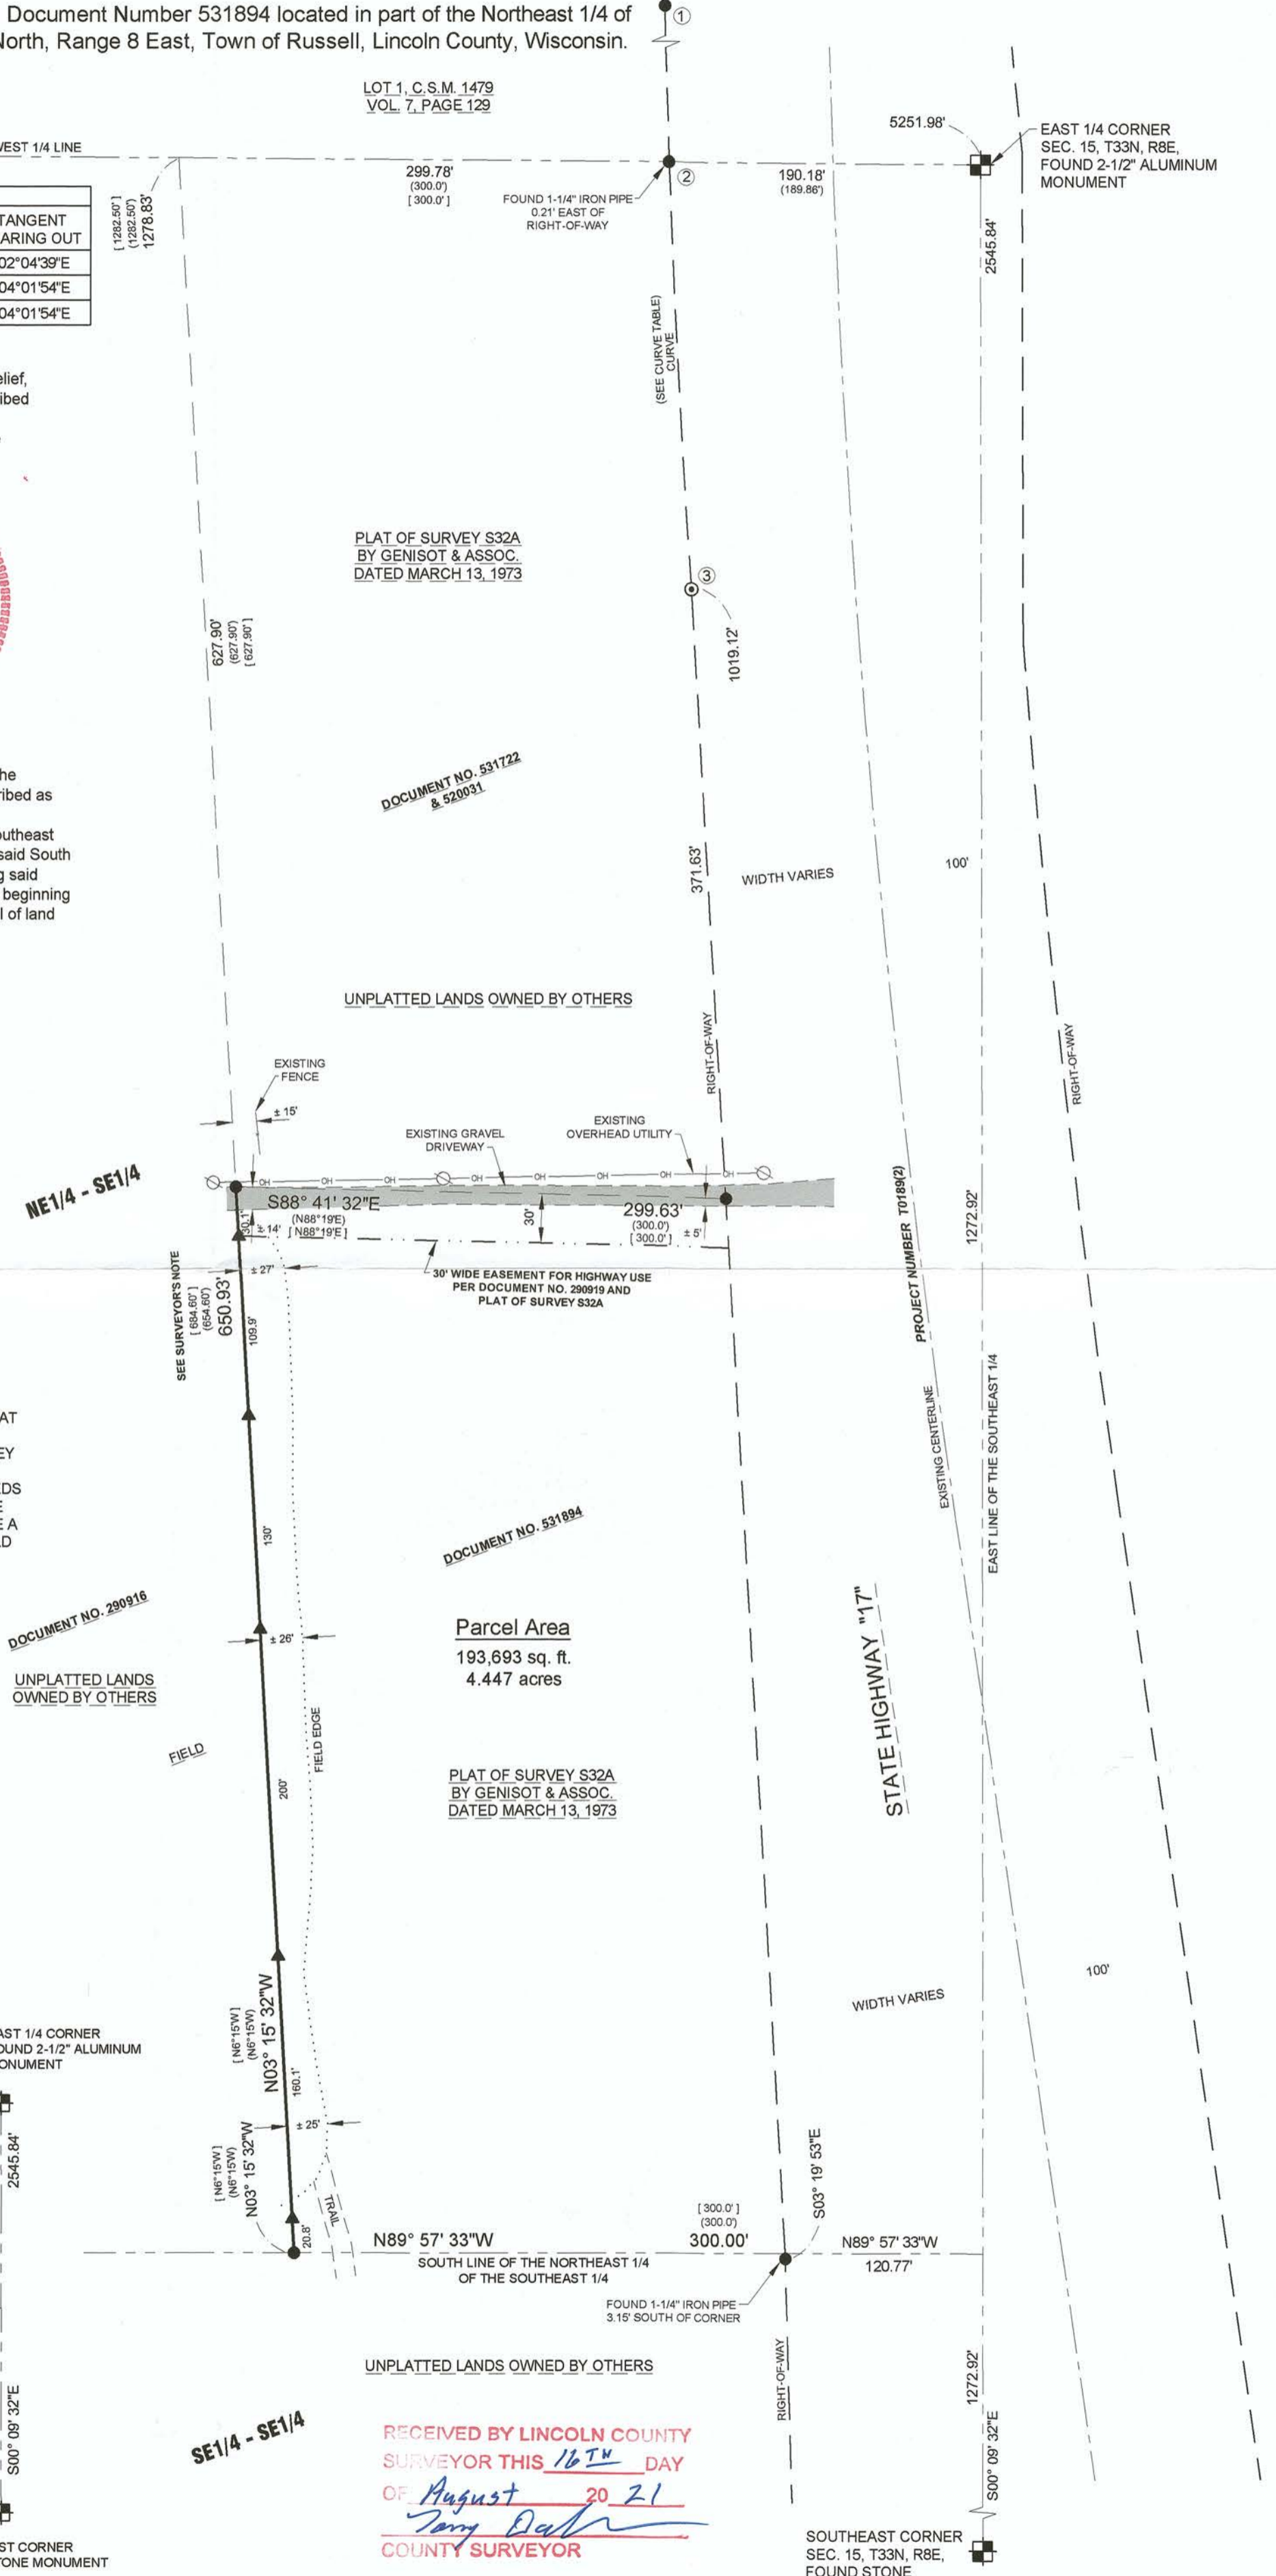 Document Number 531894 located in part of the Northeast 1/4 of
North, Range 8 East, Town of Russell, Lincoln County, Wisconsin.
①
LOT 1, C.S.M. 1479
VOL. 7, PAGE 129
5251.98'
EAST 1/4 CORNER
SEC. 15, T33N, R8E,
FOUND 2-1/2" ALUMINUM
MONUMENT
WEST 1/4 LINE
299.78'
(300.0')
[ 300.0' ]
②
190.18'
(189.86')
FOUND 1-1/4" IRON PIPE
0.21' EAST OF
RIGHT-OF-WAY
[ 1282.50' ]
(1282.50')
1278.83'
TANGENT
ARING OUT
02°04'39"E
04°01'54"E
04°01'54"E
2545.84'
(SEE CURVE TABLE)
CURVE
elief,
ibed
PLAT OF SURVEY S32A
BY GENISOT & ASSOC.
DATED MARCH 13, 1973
③
1019.12'
627.90'
(627.90')
[ 627.90' ]
DOCUMENT NO. 531722
& 520031
he
ribed as
outheast
said South
g said
beginning
l of land
371.63'
WIDTH VARIES
100'
UNPLATTED LANDS OWNED BY OTHERS
RIGHT-OF-WAY
RIGHT-OF-WAY
EXISTING
FENCE
± 15'
EXISTING GRAVEL
DRIVEWAY
EXISTING
OVERHEAD UTILITY
NE1/4 - SE1/4
OH OH OH OH OH OH OH OH
S88° 41' 32"E
(N88°19'E)
[ N88°19'E ]
299.63'
(300.0')
[ 300.0' ]
± 5'
30'
30.1'
± 14'
± 27'
30' WIDE EASEMENT FOR HIGHWAY USE
PER DOCUMENT NO. 290919 AND
PLAT OF SURVEY S32A
SEE SURVEYOR'S NOTE
[ 684.60' ]
(654.60')
650.93'
109.9'
PROJECT NUMBER T0189(2)
1272.92'
EXISTING CENTERLINE
EAST LINE OF THE SOUTHEAST 1/4
AT
EY
DS
E
E A
D
130'
DOCUMENT NO. 531894
DOCUMENT NO. 290916
UNPLATTED LANDS
OWNED BY OTHERS
± 26'
Parcel Area
193,693 sq. ft.
4.447 acres
STATE HIGHWAY "17"
FIELD
FIELD EDGE
200'
PLAT OF SURVEY S32A
BY GENISOT & ASSOC.
DATED MARCH 13, 1973
100'
WIDTH VARIES
AST 1/4 CORNER
OUND 2-1/2" ALUMINUM
ONUMENT
[ N6°15'W ]
(N6°15'W)
N03° 15' 32"W
160.1'
± 25'
2545.84'
[ N6°15'W ]
(N6°15'W)
N03° 15' 32"W
TRAIL
20.8'
S03° 19' 53"E
[ 300.0' ]
(300.0')
N89° 57' 33"W
300.00'
N89° 57' 33"W
120.77'
SOUTH LINE OF THE NORTHEAST 1/4
OF THE SOUTHEAST 1/4
FOUND 1-1/4" IRON PIPE
3.15' SOUTH OF CORNER
UNPLATTED LANDS OWNED BY OTHERS
RIGHT-OF-WAY
1272.92'
S00° 09' 32"E
S00° 09' 32"E
SE1/4 - SE1/4
RECEIVED BY LINCOLN COUNTY
SURVEYOR THIS 16TH DAY
OF August 20 21
COUNTY SURVEYOR
ST CORNER
TONE MONUMENT
SOUTHEAST CORNER
SEC. 15, T33N, R8E,
FOUND STONE